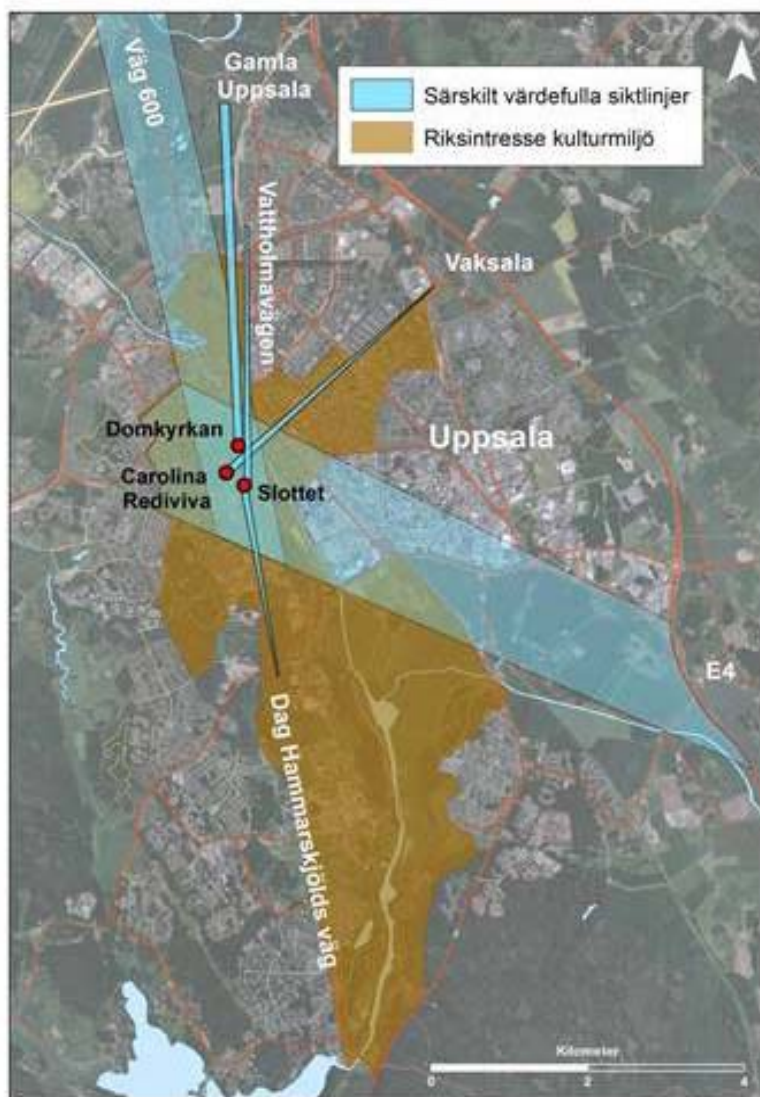 Väg 600
Gamla
Uppsala
Särskilt värdefulla siktlinjer
Riksintresse kulturmiljö
Vattholmavägen
Vaksala
Domkyrkan
Uppsala
Carolina
Rediviva
Slottet
E4
Dag Hammarskjölds väg
Kilometer
0 2 4